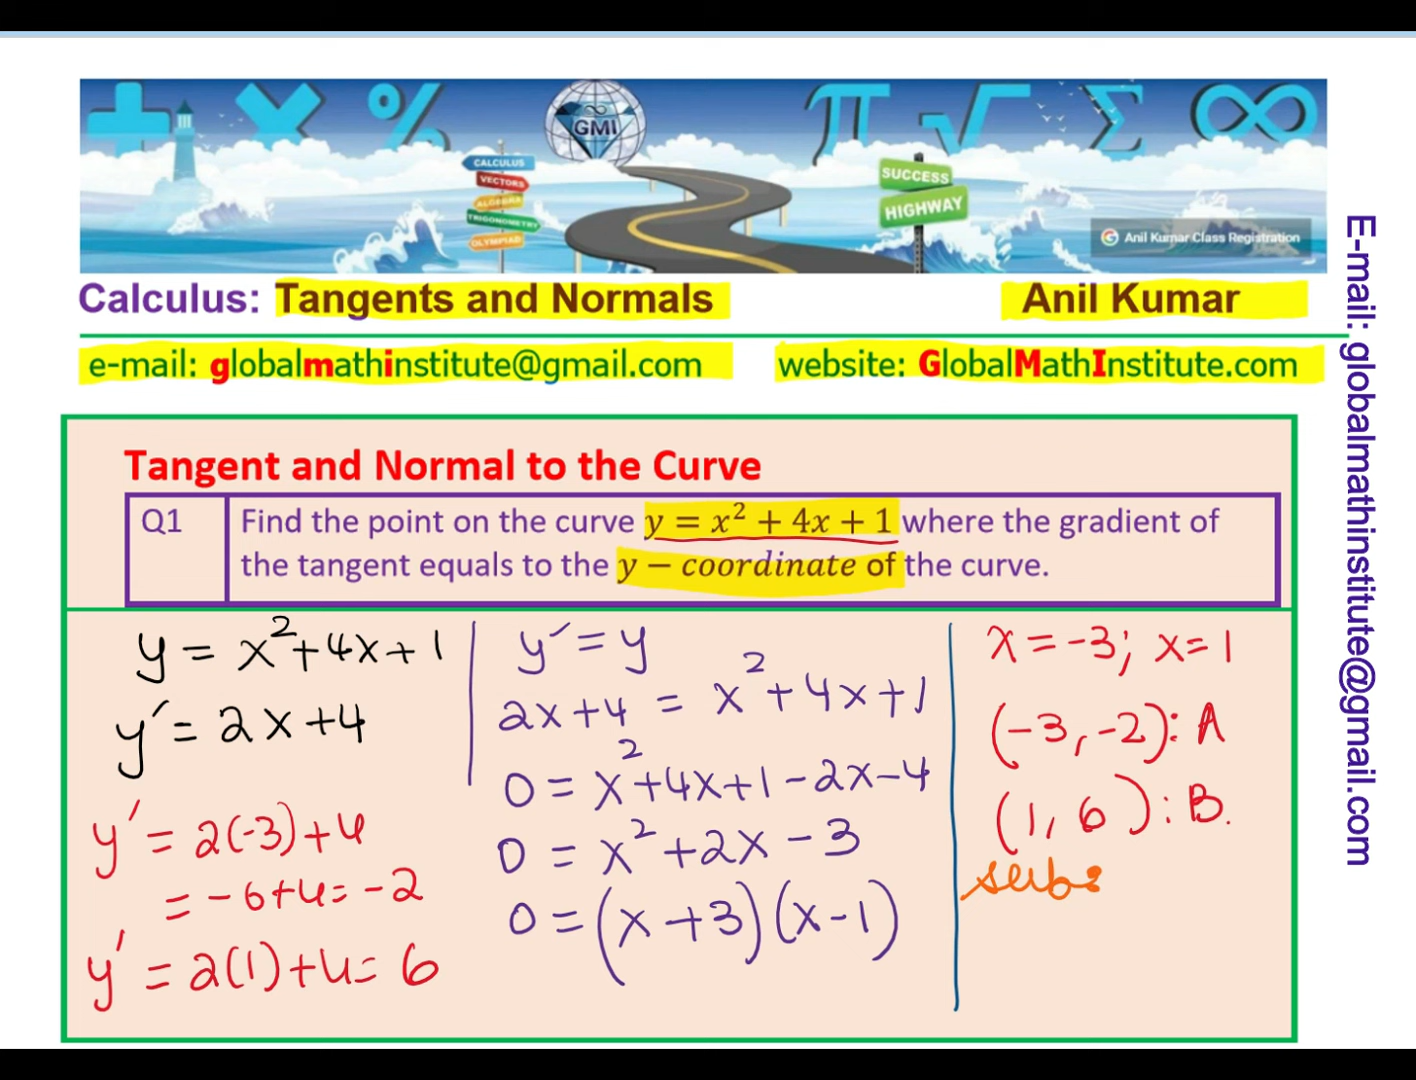 GMI
CALCULUS
VECTORS
ALGEBRA
TRIGONOMETRY
OLYMPIAD
SUCCESS
HIGHWAY
Anil Kumar Class Registration
Calculus: Tangents and Normals Anil Kumar
e-mail: globalmathinstitute@gmail.com website: GlobalMathInstitute.com
E-mail: globalmathinstitute@gmail.com
Tangent and Normal to the Curve
Q1 Find the point on the curve y = x² + 4x + 1 where the gradient of
the tangent equals to the y − coordinate of the curve.
y = x²+4x+1
y′ = 2x+4
y′ = 2(-3)+4
= -6+4= -2
y′ = 2(1)+4= 6
y′ = y
2x+4 = x²+4x+1
0 = x²+4x+1-2x-4
0 = x²+2x-3
0 = (x+3)(x-1)
x = -3; x=1
(-3,-2): A
(1,6): B.